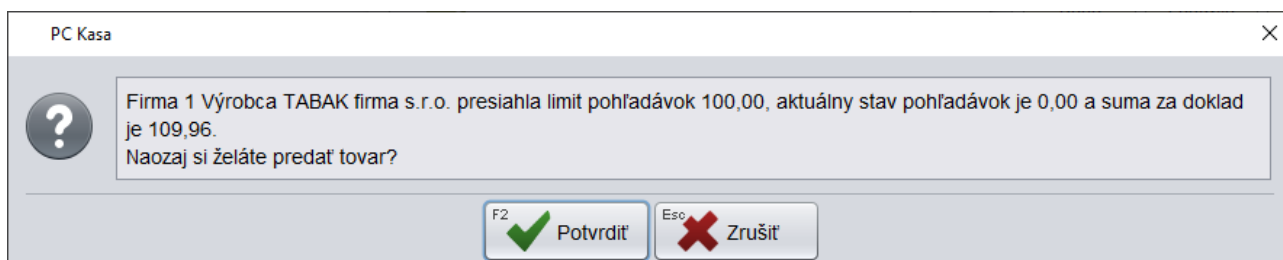 PC Kasa
Firma 1 Výrobca TABAK firma s.r.o. presiahla limit pohľadávok 100,00, aktuálny stav pohľadávok je 0,00 a suma za doklad
je 109,96.
Naozaj si želáte predať tovar?
F2 Potvrdiť
Esc Zrušiť